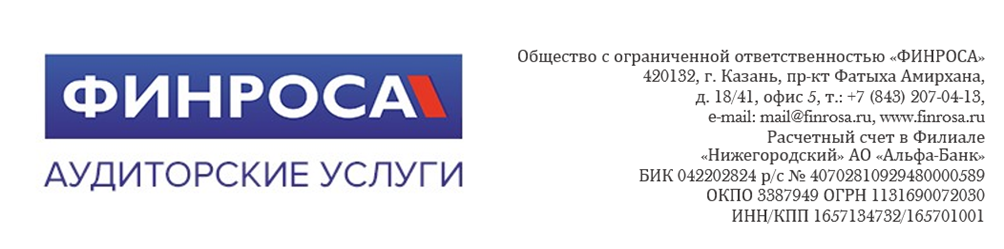 ФИНРОСА
АУДИТОРСКИЕ УСЛУГИ
Общество с ограниченной ответственностью «ФИНРОСА»
420132, г. Казань, пр-кт Фатыха Амирхана,
д. 18/41, офис 5, т.: +7 (843) 207-04-13,
e-mail: mail@finrosa.ru, www.finrosa.ru
Расчетный счет в Филиале
«Нижегородский» АО «Альфа-Банк»
БИК 042202824 р/с № 40702810929480000589
ОКПО 3387949 ОГРН 1131690072030
ИНН/КПП 1657134732/165701001